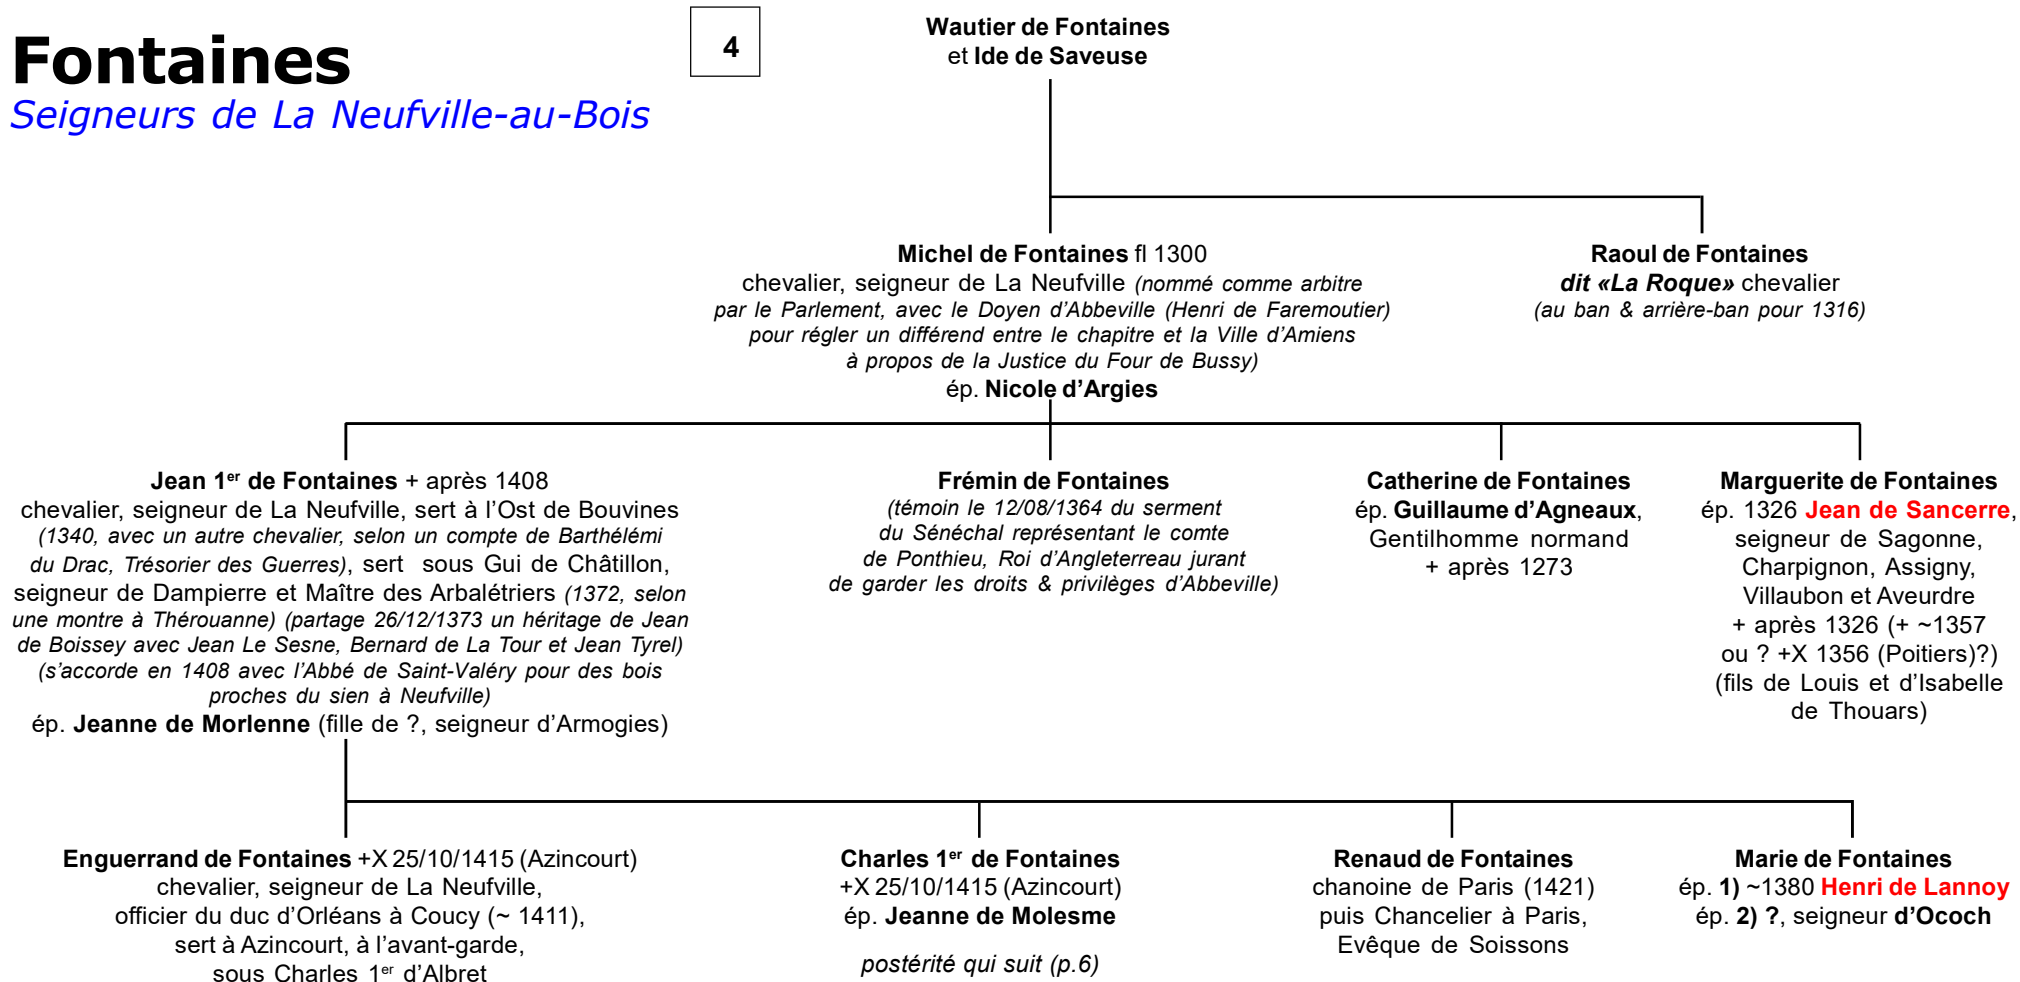 Fontaines
Seigneurs de La Neufville-au-Bois
4
Wautier de Fontaines
et Ide de Saveuse
Michel de Fontaines fl 1300
chevalier, seigneur de La Neufville (nommé comme arbitre
par le Parlement, avec le Doyen d’Abbeville (Henri de Faremoutier)
pour régler un différend entre le chapitre et la Ville d’Amiens
à propos de la Justice du Four de Bussy)
ép. Nicole d’Argies
Raoul de Fontaines
dit «La Roque» chevalier
(au ban & arrière-ban pour 1316)
Jean 1er de Fontaines + après 1408
chevalier, seigneur de La Neufville, sert à l’Ost de Bouvines
(1340, avec un autre chevalier, selon un compte de Barthélémi
du Drac, Trésorier des Guerres), sert sous Gui de Châtillon,
seigneur de Dampierre et Maître des Arbalétriers (1372, selon
une montre à Thérouanne) (partage 26/12/1373 un héritage de Jean
de Boissey avec Jean Le Sesne, Bernard de La Tour et Jean Tyrel)
(s’accorde en 1408 avec l’Abbé de Saint-Valéry pour des bois
proches du sien à Neufville)
ép. Jeanne de Morlenne (fille de ?, seigneur d’Armogies)
Frémin de Fontaines
(témoin le 12/08/1364 du serment
du Sénéchal représentant le comte
de Ponthieu, Roi d’Angleterreau jurant
de garder les droits & privilèges d’Abbeville)
Catherine de Fontaines
ép. Guillaume d’Agneaux,
Gentilhomme normand
+ après 1273
Marguerite de Fontaines
ép. 1326 Jean de Sancerre,
seigneur de Sagonne,
Charpignon, Assigny,
Villaubon et Aveurdre
+ après 1326 (+ ~1357
ou ? +X 1356 (Poitiers)?)
(fils de Louis et d’Isabelle
de Thouars)
Enguerrand de Fontaines +X 25/10/1415 (Azincourt)
chevalier, seigneur de La Neufville,
officier du duc d’Orléans à Coucy (~ 1411),
sert à Azincourt, à l’avant-garde,
sous Charles 1er d’Albret
Charles 1er de Fontaines
+X 25/10/1415 (Azincourt)
ép. Jeanne de Molesme
postérité qui suit (p.6)
Renaud de Fontaines
chanoine de Paris (1421)
puis Chancelier à Paris,
Evêque de Soissons
Marie de Fontaines
ép. 1) ~1380 Henri de Lannoy
ép. 2) ?, seigneur d’Ococh